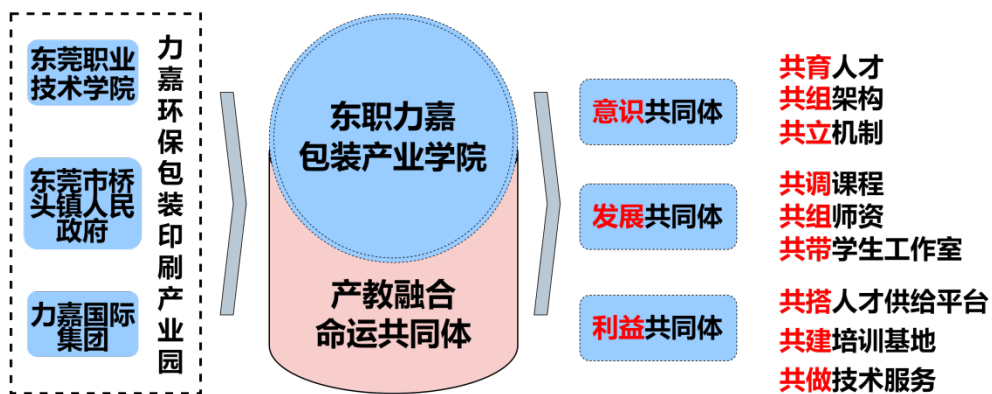 东莞职业
技术学院
东莞市桥
头镇人民
政府
力嘉国际
集团
力嘉环保包装印刷产业园
东职力嘉
包装产业学院
产教融合
命运共同体
意识共同体
共育人才
共组架构
共立机制
发展共同体
共调课程
共组师资
共带学生工作室
利益共同体
共搭人才供给平台
共建培训基地
共做技术服务